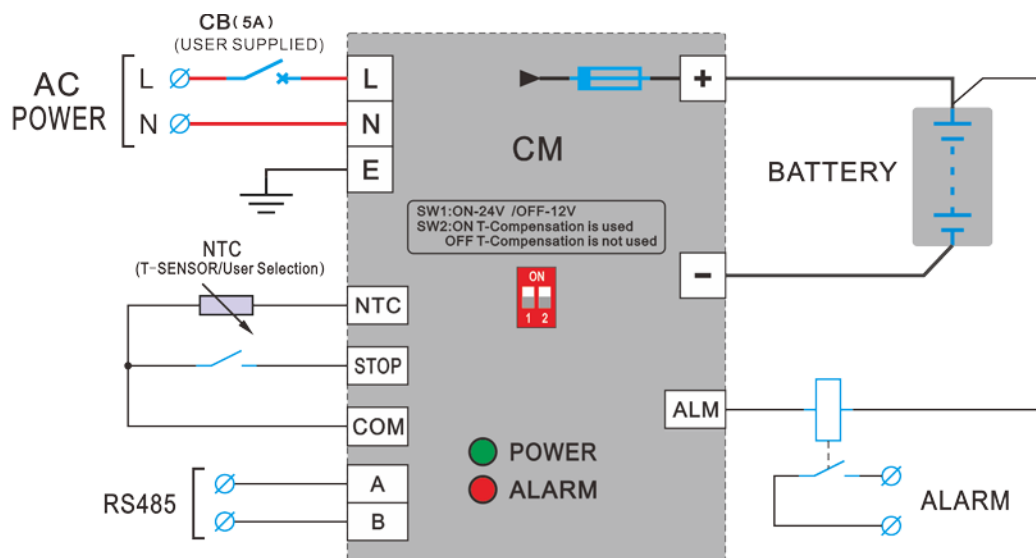 CB(5A)
(USER SUPPLIED)
AC
POWER
L
N
L
N
E
+
CM
BATTERY
SW1:ON-24V /OFF-12V
SW2:ON T-Compensation is used
OFF T-Compensation is not used
−
ON
1 2
NTC
(T-SENSOR/User Selection)
NTC
STOP
COM
ALM
POWER
ALARM
RS485
A
B
ALARM